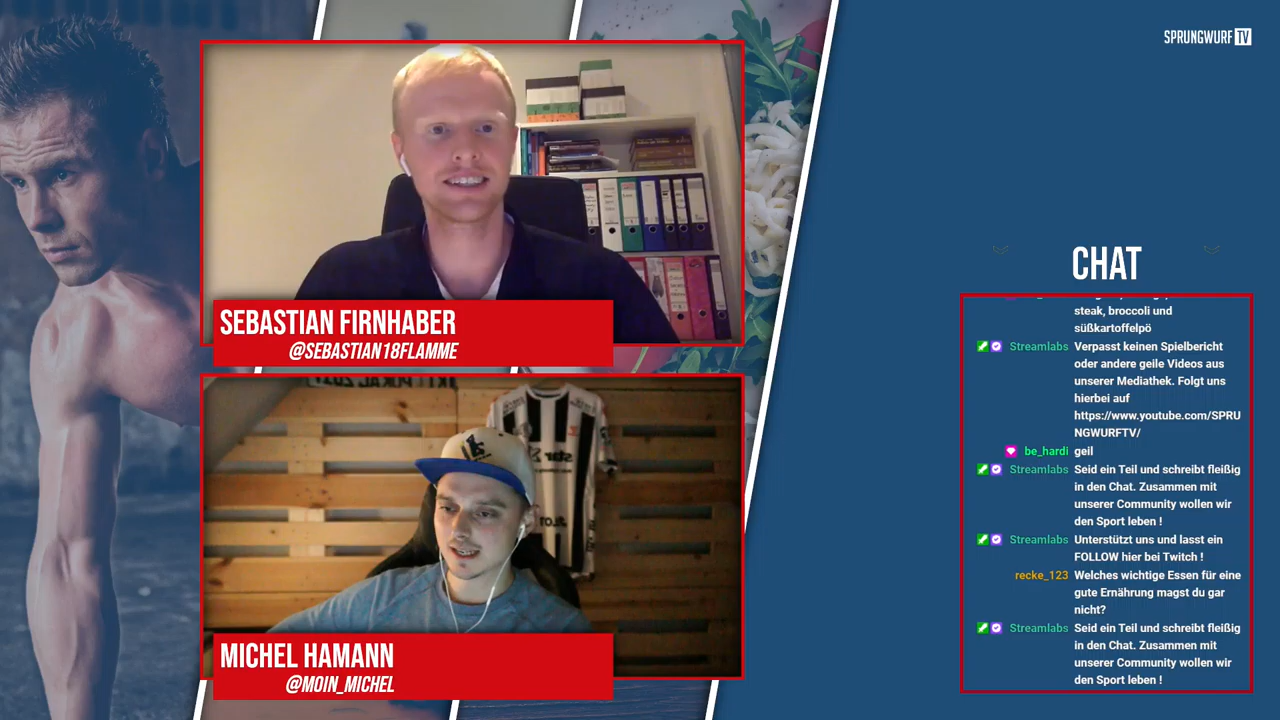 SPRUNGWURF TV
SEBASTIAN FIRNHABER
@SEBASTIAN18FLAMME
MICHEL HAMANN
@MOIN_MICHEL
CHAT
steak, broccoli und
süßkartoffelpö
Streamlabs Verpasst keinen Spielbericht
oder andere geile Videos aus
unserer Mediathek. Folgt uns
hierbei auf
https://www.youtube.com/SPRU
NGWURFTV/
be_hardi geil
Streamlabs Seid ein Teil und schreibt fleißig
in den Chat. Zusammen mit
unserer Community wollen wir
den Sport leben !
Streamlabs Unterstützt uns und lasst ein
FOLLOW hier bei Twitch !
recke_123 Welches wichtige Essen für eine
gute Ernährung magst du gar
nicht?
Streamlabs Seid ein Teil und schreibt fleißig
in den Chat. Zusammen mit
unserer Community wollen wir
den Sport leben !